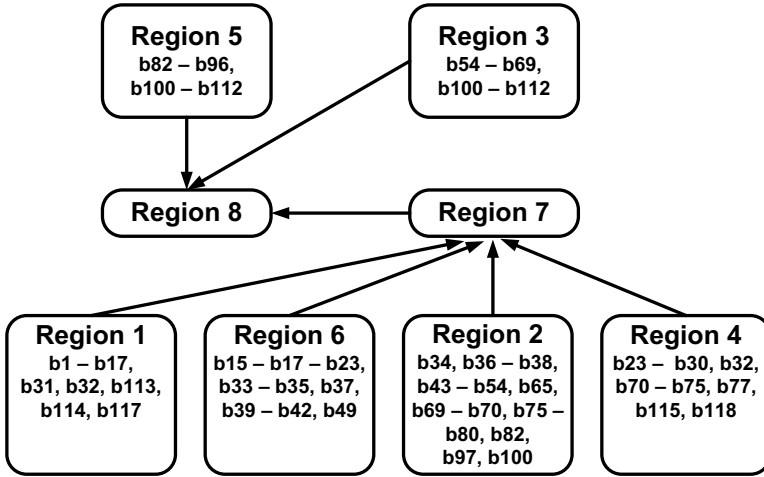 Region 5
b82 – b96,
b100 – b112
Region 3
b54 – b69,
b100 – b112
Region 8
Region 7
Region 1
b1 – b17,
b31, b32, b113,
b114, b117
Region 6
b15 – b17 – b23,
b33 – b35, b37,
b39 – b42, b49
Region 2
b34, b36 – b38,
b43 – b54, b65,
b69 – b70, b75 –
b80, b82,
b97, b100
Region 4
b23 – b30, b32,
b70 – b75, b77,
b115, b118